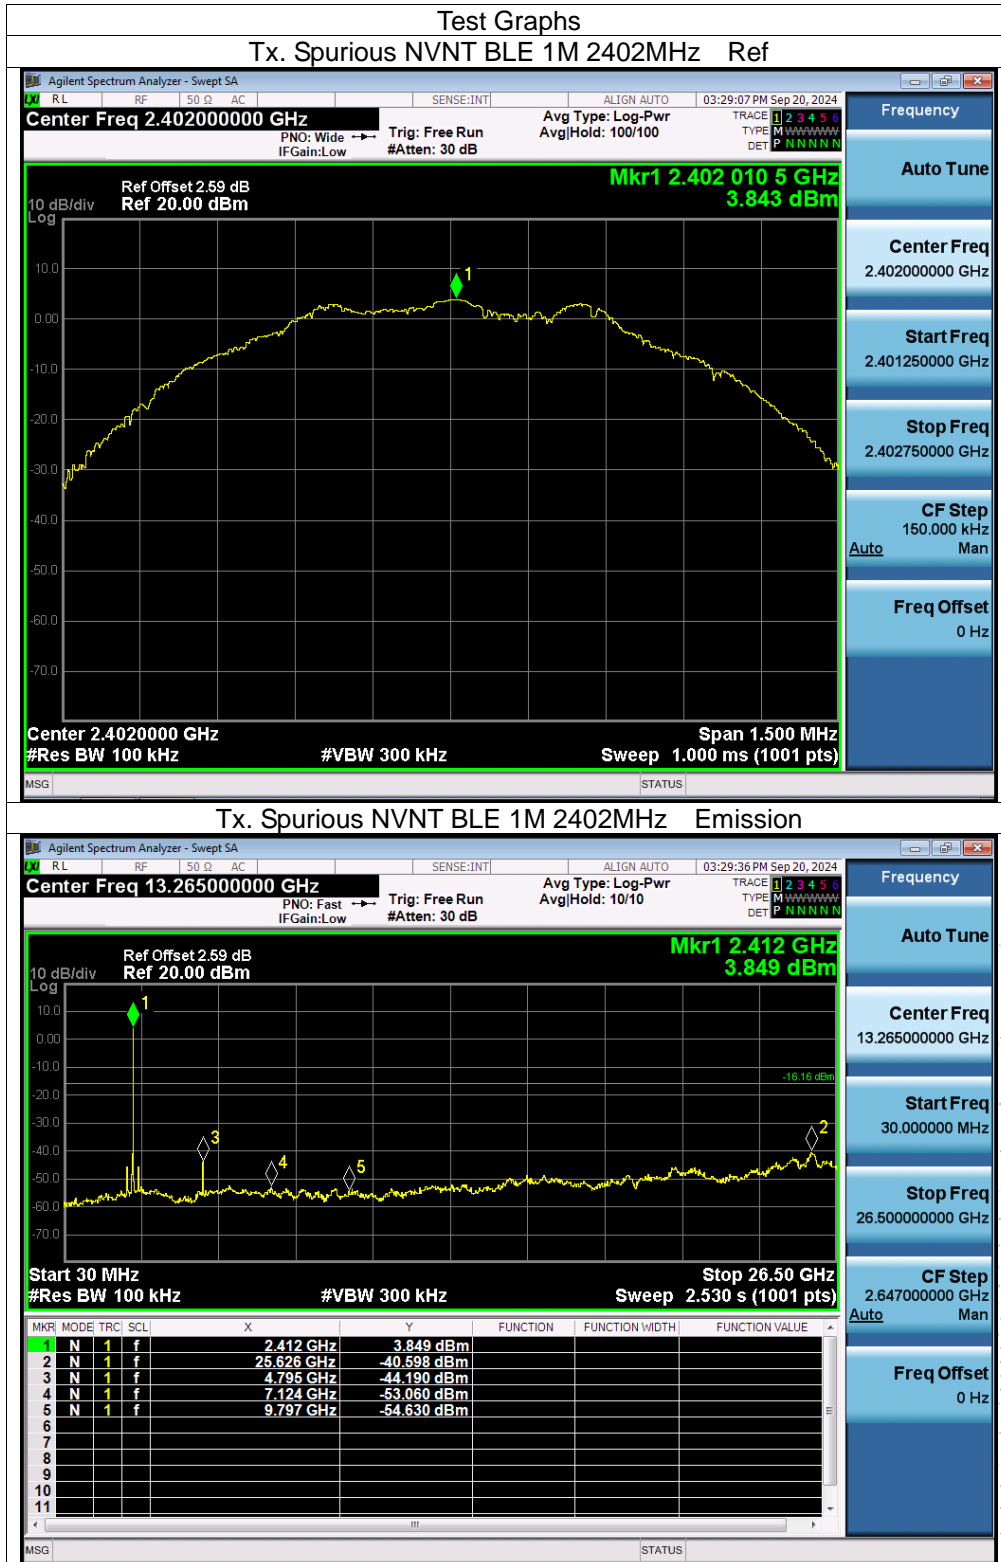 Test Graphs
Tx. Spurious NVNT BLE 1M 2402MHz Ref
Agilent Spectrum Analyzer - Swept SA
LXI RL RF 50 Ω AC SENSE:INT ALIGN AUTO 03:29:07 PM Sep 20, 2024
Center Freq 2.402000000 GHz
PNO: Wide
IFGain:Low
Trig: Free Run
#Atten: 30 dB
Avg Type: Log-Pwr
Avg|Hold: 100/100
TRACE 1 2 3 4 5 6
TYPE M WWWWW
DET P N N N N N
Mkr1 2.402 010 5 GHz
3.843 dBm
Ref Offset 2.59 dB
10 dB/div Ref 20.00 dBm
Log
1
10.0
0.00
-10.0
-20.0
-30.0
-40.0
-50.0
-60.0
-70.0
Center 2.4020000 GHz Span 1.500 MHz
#Res BW 100 kHz #VBW 300 kHz Sweep 1.000 ms (1001 pts)
MSG STATUS
Frequency
Auto Tune
Center Freq
2.402000000 GHz
Start Freq
2.401250000 GHz
Stop Freq
2.402750000 GHz
CF Step
150.000 kHz
Auto Man
Freq Offset
0 Hz
Tx. Spurious NVNT BLE 1M 2402MHz Emission
Agilent Spectrum Analyzer - Swept SA
LXI RL RF 50 Ω AC SENSE:INT ALIGN AUTO 03:29:36 PM Sep 20, 2024
Center Freq 13.265000000 GHz
PNO: Fast
IFGain:Low
Trig: Free Run
#Atten: 30 dB
Avg Type: Log-Pwr
Avg|Hold: 10/10
TRACE 1 2 3 4 5 6
TYPE M WWWWW
DET P N N N N N
Mkr1 2.412 GHz
3.849 dBm
Ref Offset 2.59 dB
10 dB/div Ref 20.00 dBm
Log
10.0
0.00
-10.0
-20.0
-30.0
-40.0
-50.0
-60.0
-70.0
1
-16.16 dBm
2
3
4
5
Start 30 MHz Stop 26.50 GHz
#Res BW 100 kHz #VBW 300 kHz Sweep 2.530 s (1001 pts)
MKR MODE TRC SCL X Y FUNCTION FUNCTION WIDTH FUNCTION VALUE
1 N 1 f 2.412 GHz 3.849 dBm
2 N 1 f 25.626 GHz -40.598 dBm
3 N 1 f 4.795 GHz -44.190 dBm
4 N 1 f 7.124 GHz -53.060 dBm
5 N 1 f 9.797 GHz -54.630 dBm
6
7
8
9
10
11
MSG STATUS
Frequency
Auto Tune
Center Freq
13.265000000 GHz
Start Freq
30.000000 MHz
Stop Freq
26.500000000 GHz
CF Step
2.647000000 GHz
Auto Man
Freq Offset
0 Hz